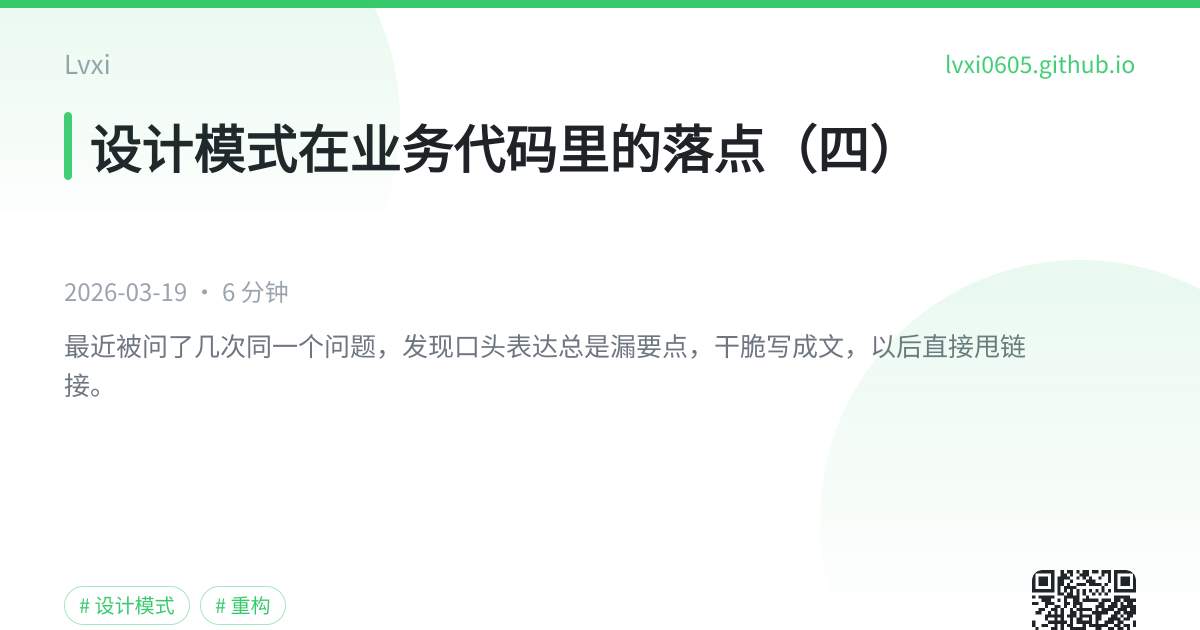 Lvxi
lvxi0605.github.io
设计模式在业务代码里的落点（四）
2026-03-19 · 6 分钟
最近被问了几次同一个问题，发现口头表达总是漏要点，干脆写成文，以后直接甩链
接。
# 设计模式
# 重构